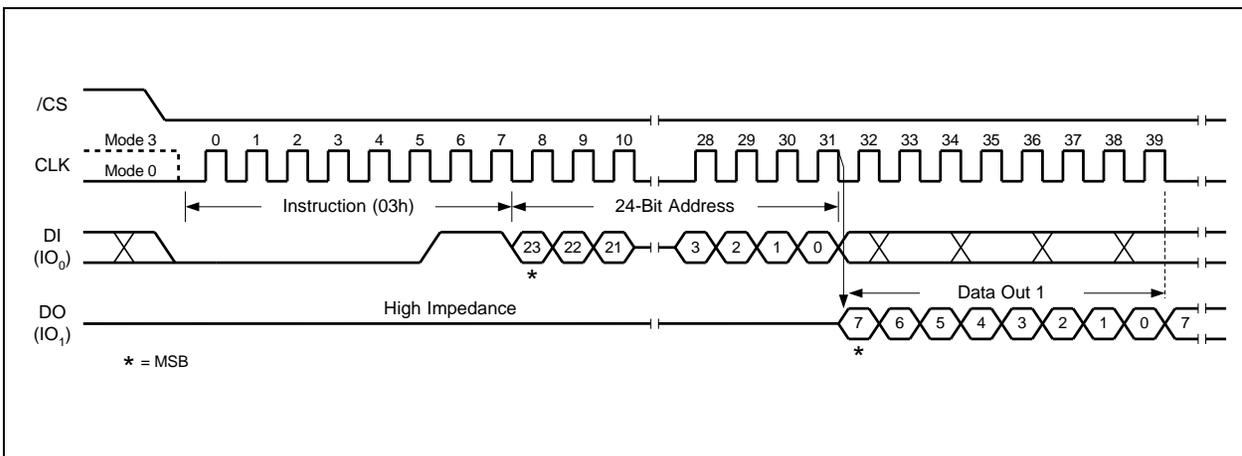 /CS
Mode 3 0 1 2 3 4 5 6 7 8 9 10 28 29 30 31 32 33 34 35 36 37 38 39
CLK
Mode 0
Instruction (03h) 24-Bit Address
DI
(IO0)
23 22 21 3 2 1 0
*
Data Out 1
High Impedance
DO
(IO1)
7 6 5 4 3 2 1 0 7
*
* = MSB